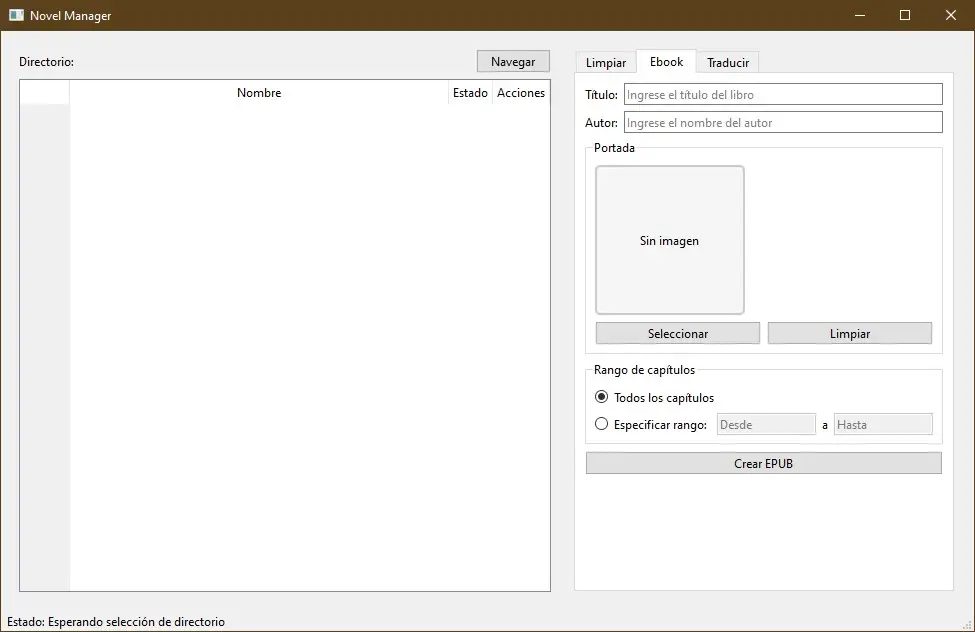 Novel Manager
Directorio:
Navegar
Nombre
Estado
Acciones
Limpiar
Ebook
Traducir
Título:
Ingrese el título del libro
Autor:
Ingrese el nombre del autor
Portada
Sin imagen
Seleccionar
Limpiar
Rango de capítulos
Todos los capítulos
Especificar rango:
Desde
a
Hasta
Crear EPUB
Estado: Esperando selección de directorio